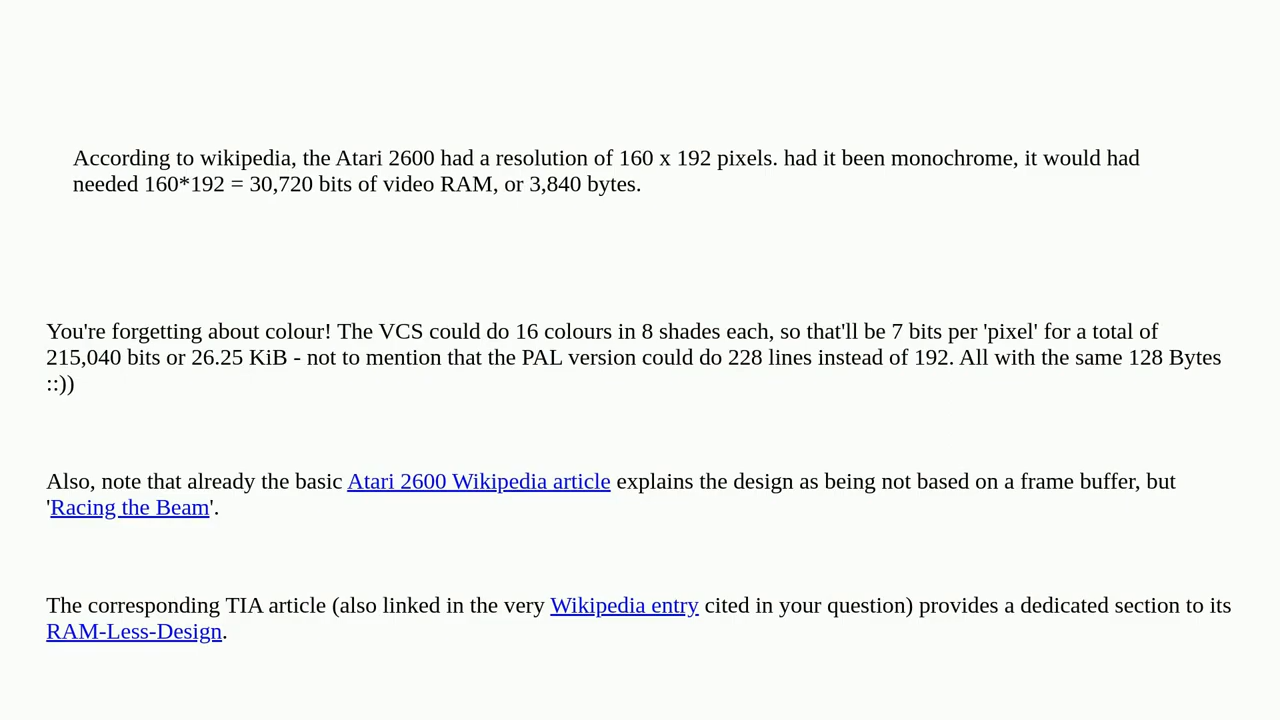 According to wikipedia, the Atari 2600 had a resolution of 160 x 192 pixels. had it been monochrome, it would had
needed 160*192 = 30,720 bits of video RAM, or 3,840 bytes.
You're forgetting about colour! The VCS could do 16 colours in 8 shades each, so that'll be 7 bits per 'pixel' for a total of
215,040 bits or 26.25 KiB - not to mention that the PAL version could do 228 lines instead of 192. All with the same 128 Bytes
::))
Also, note that already the basic Atari 2600 Wikipedia article explains the design as being not based on a frame buffer, but
'Racing the Beam'.
The corresponding TIA article (also linked in the very Wikipedia entry cited in your question) provides a dedicated section to its
RAM-Less-Design.